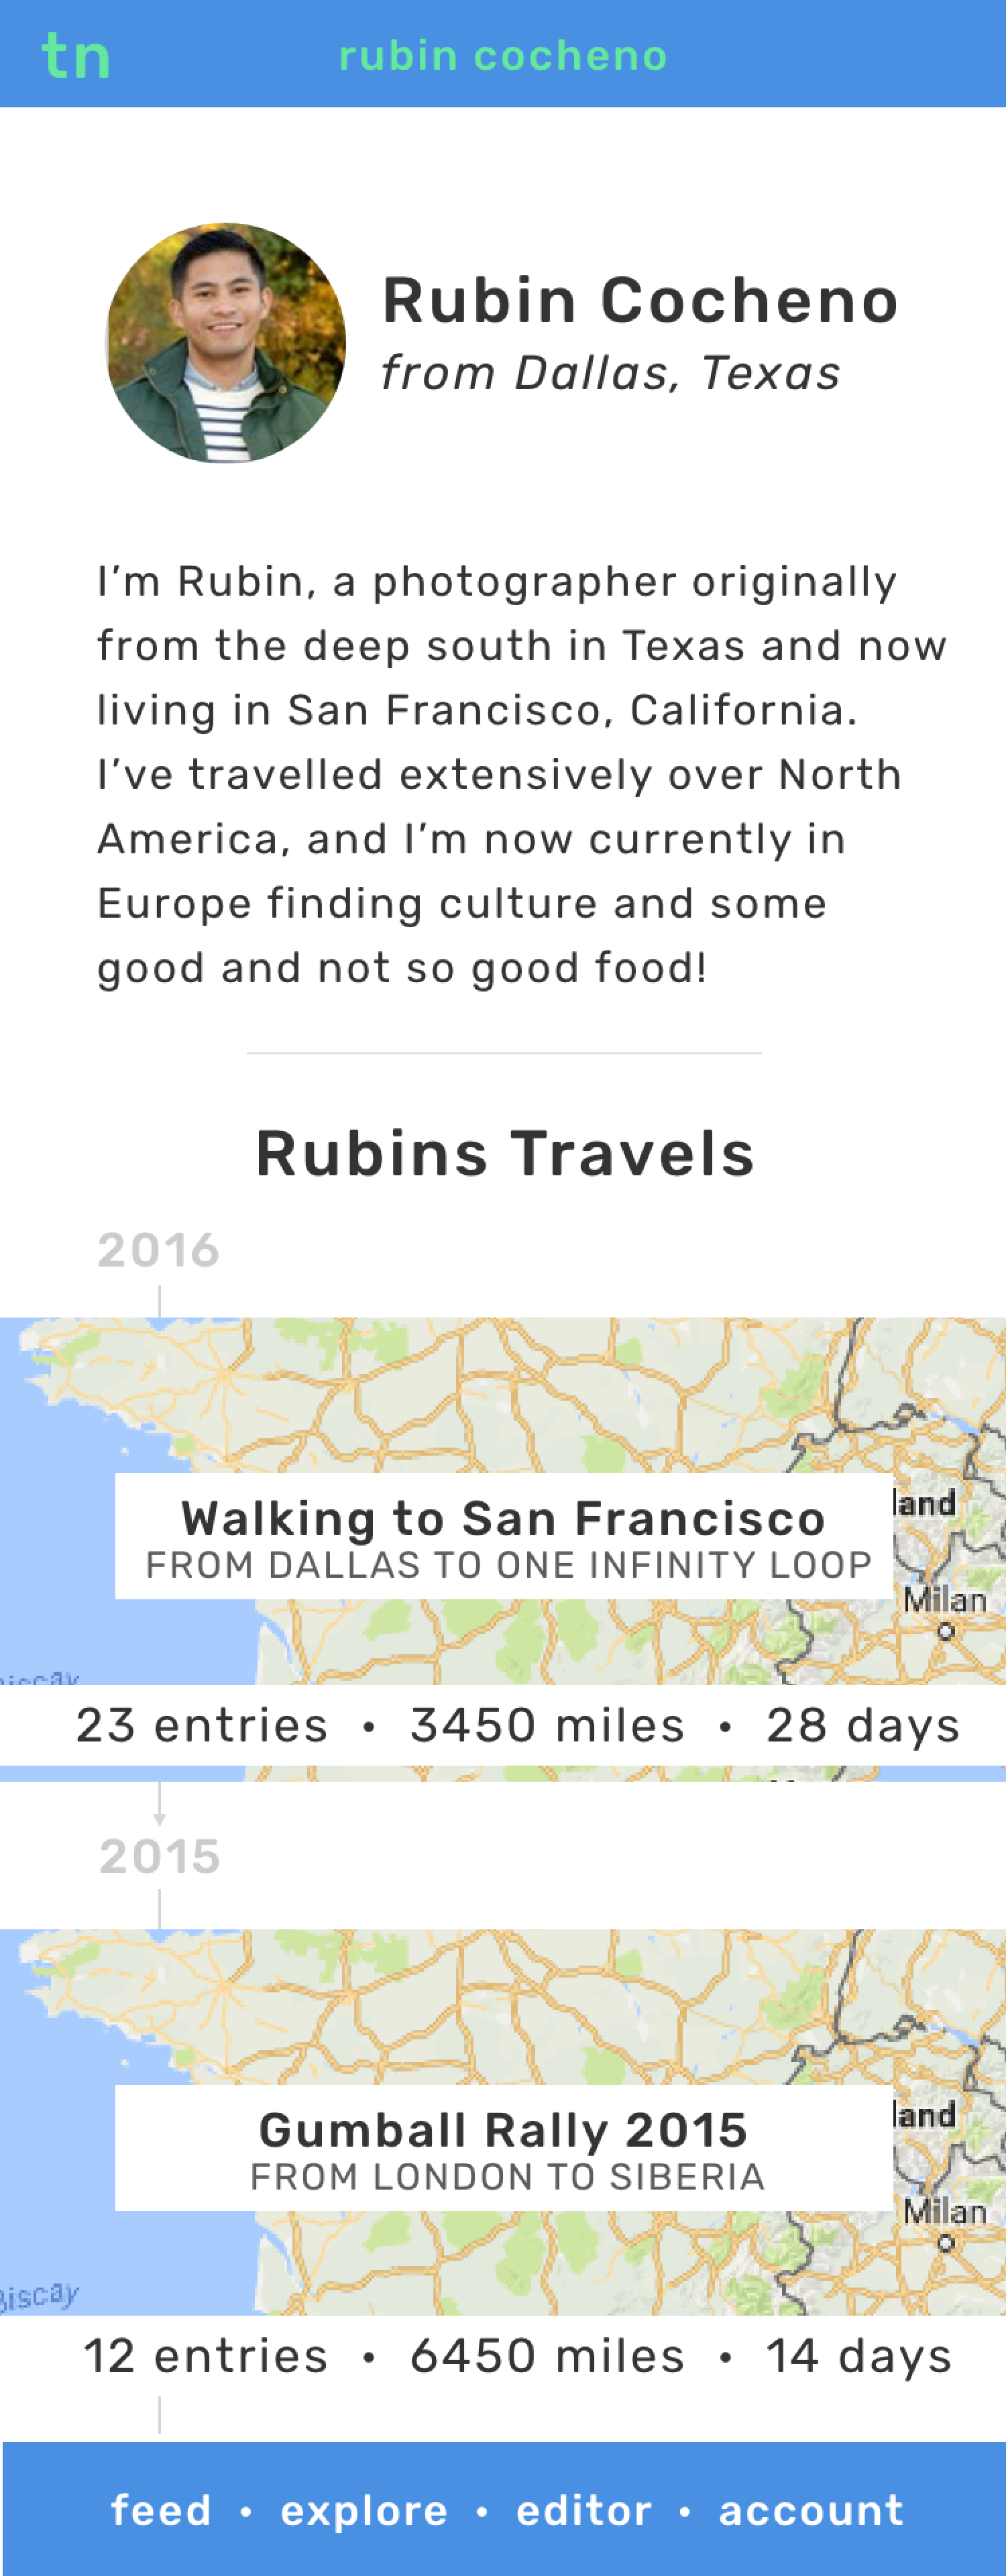 tn
rubin cocheno
Rubin Cocheno
from Dallas, Texas
I’m Rubin, a photographer originally
from the deep south in Texas and now
living in San Francisco, California.
I’ve travelled extensively over North
America, and I’m now currently in
Europe finding culture and some
good and not so good food!
Rubins Travels
2016
Walking to San Francisco
FROM DALLAS TO ONE INFINITY LOOP
land
Milan
23 entries • 3450 miles • 28 days
2015
Gumball Rally 2015
FROM LONDON TO SIBERIA
land
Milan
Biscay
12 entries • 6450 miles • 14 days
feed • explore • editor • account